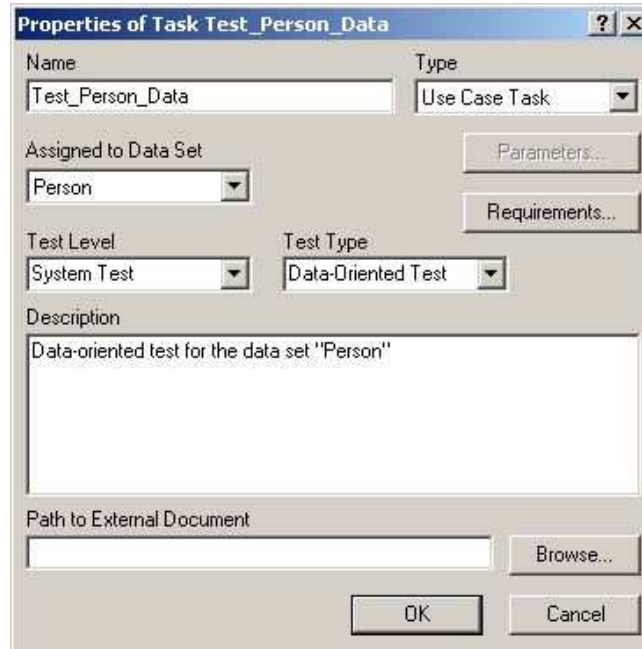 Properties of Task Test_Person_Data
Name
Type
Test_Person_Data
Use Case Task
Assigned to Data Set
Parameters...
Person
Requirements...
Test Level
Test Type
System Test
Data-Oriented Test
Description
Data-oriented test for the data set "Person"
Path to External Document
Browse...
OK
Cancel